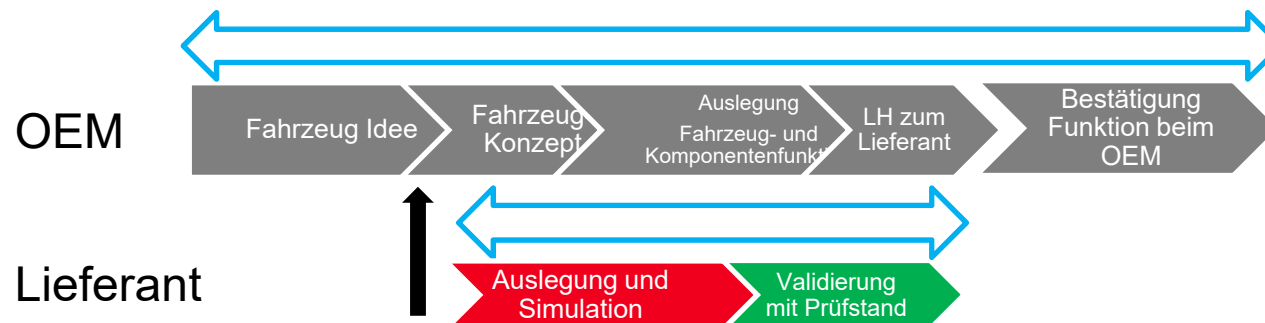 OEM
Fahrzeug Idee
Fahrzeug
Konzept
Auslegung
Fahrzeug- und
Komponentenfunkti
LH zum
Lieferant
Bestätigung
Funktion beim
OEM
Lieferant
Auslegung und
Simulation
Validierung
mit Prüfstand